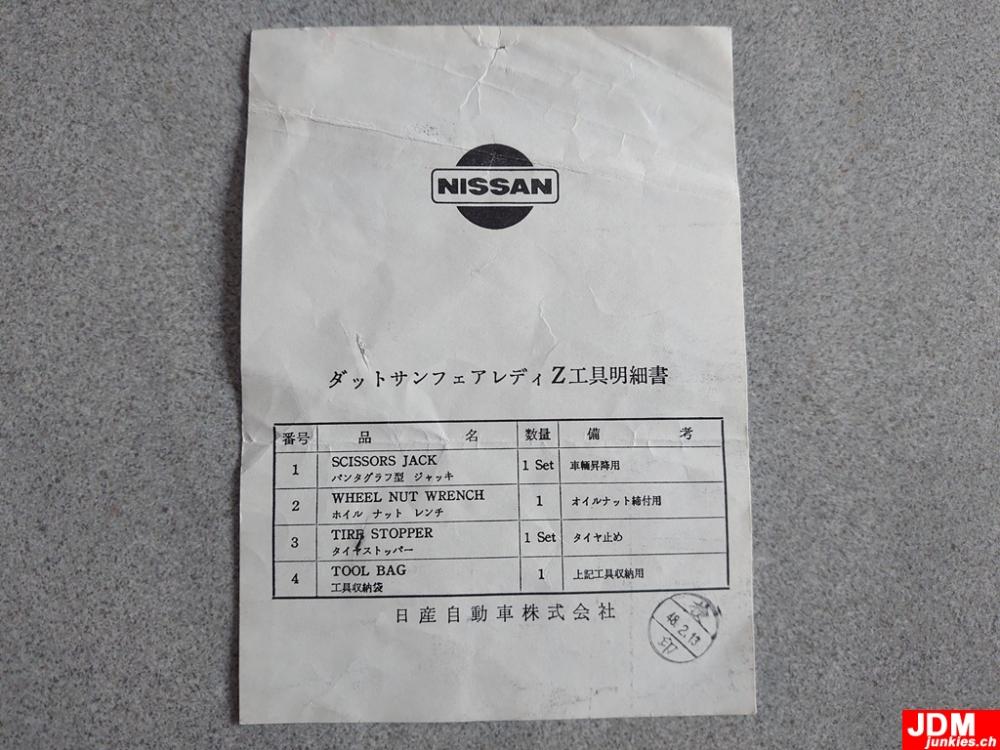 NISSAN
ダットサンフェアレディZ工具明細書
番号 品名 数量 備考
1 SCISSORS JACK 1 Set 車輛昇降用
パンタグラフ型 ジャッキ
2 WHEEL NUT WRENCH 1 オイルナット締付用
ホイル ナット レンチ
3 TIRE STOPPER 1 Set タイヤ止め
タイヤストッパー
4 TOOL BAG 1 上記工具収納用
工具収納袋
日産自動車株式会社
48.2.13
印
JDM
junkies.ch